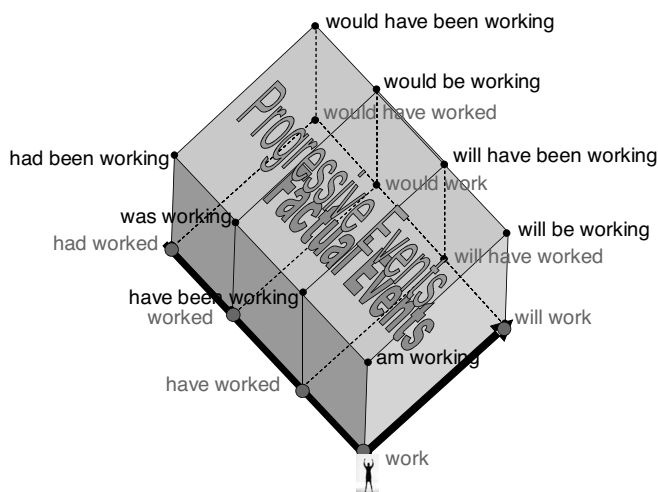 would have been working
would be working
would have worked
had been working
will have been working
would work
was working
will be working
had worked
will have worked
Progressive Events
Factual Events
have been working
worked
will work
am working
have worked
work